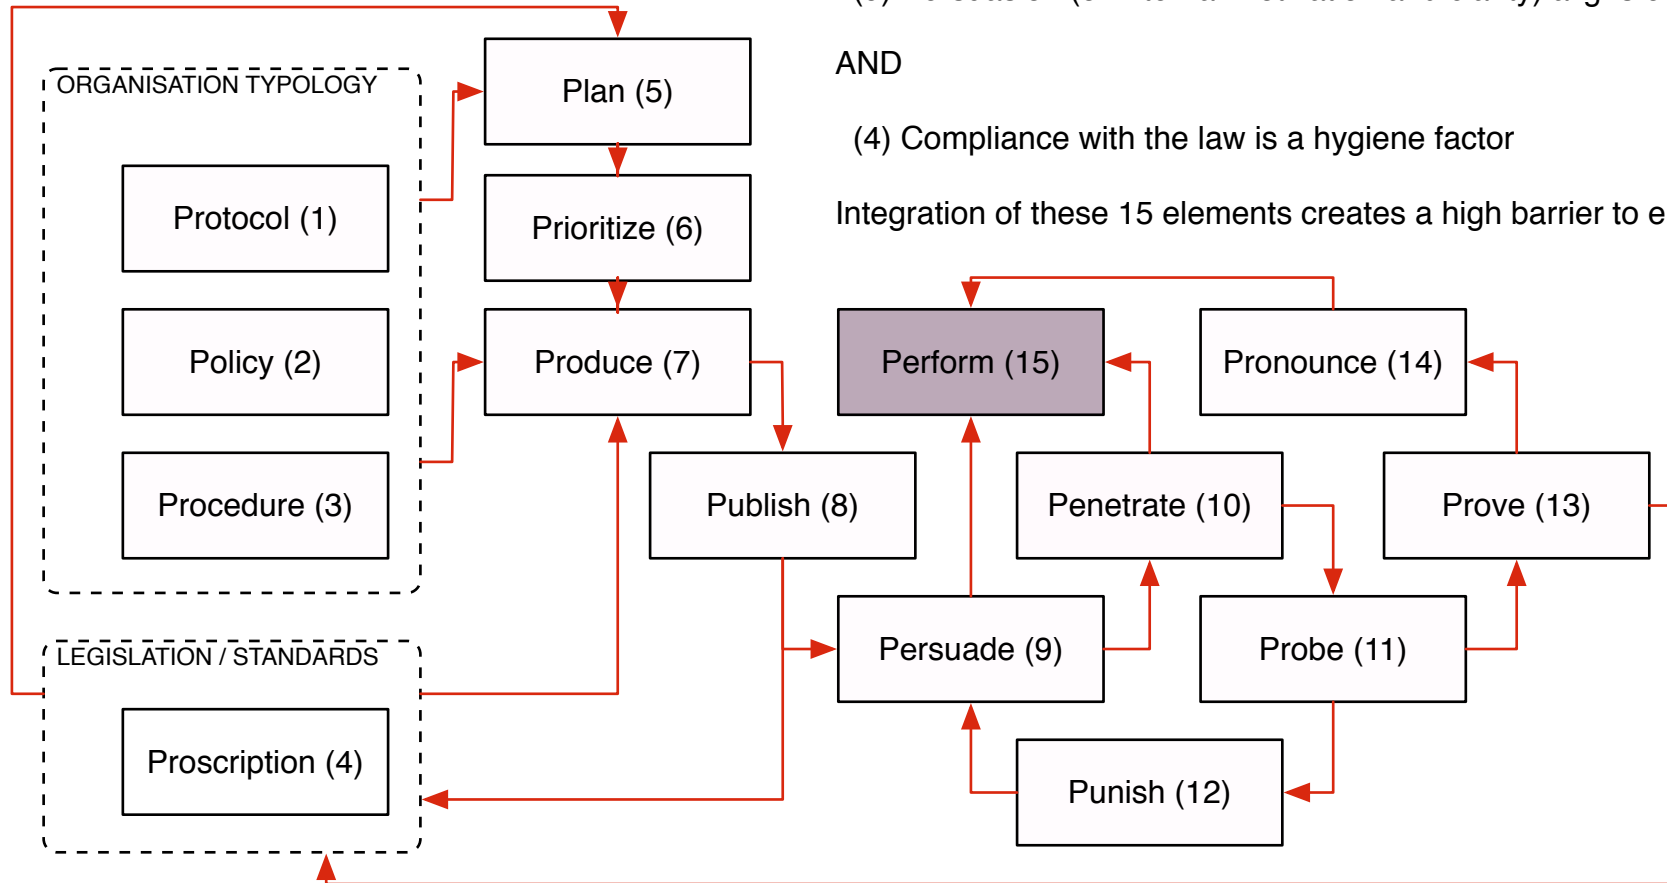 AND
(4) Compliance with the law is a hygiene factor
Integration of these 15 elements creates a high barrier to e
ORGANISATION TYPOLOGY
Protocol (1)
Policy (2)
Procedure (3)
LEGISLATION / STANDARDS
Proscription (4)
Plan (5)
Prioritize (6)
Produce (7)
Publish (8)
Persuade (9)
Penetrate (10)
Probe (11)
Punish (12)
Prove (13)
Pronounce (14)
Perform (15)